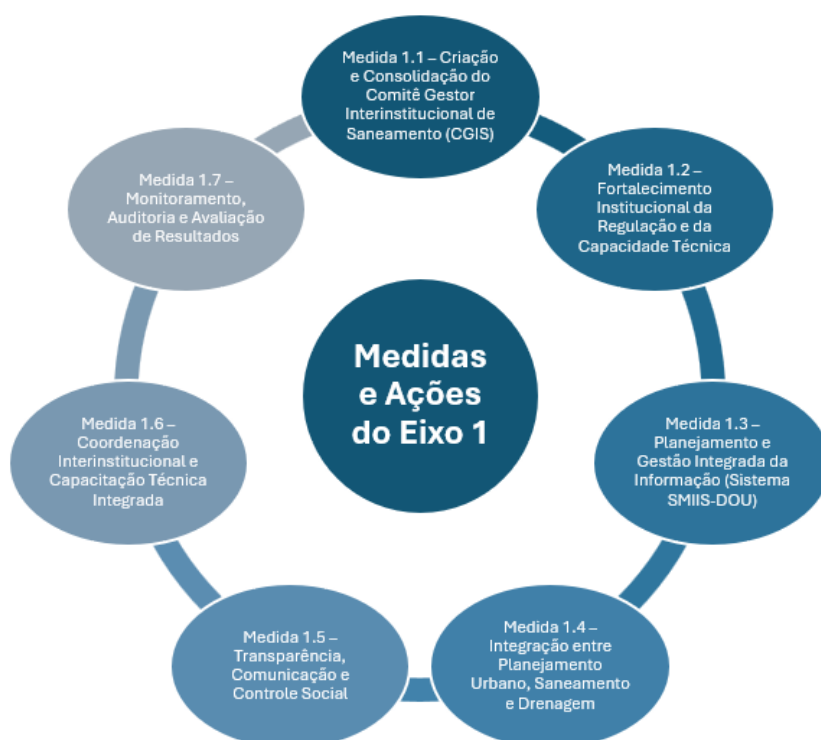 Medida 1.1 – Criação
e Consolidação do
Comitê Gestor
Interinstitucional de
Saneamento (CGIS)
Medida 1.2 –
Fortalecimento
Institucional da
Regulação e da
Capacidade Técnica
Medida 1.3 –
Planejamento e
Gestão Integrada da
Informação (Sistema
SMIIS-DOU)
Medida 1.4 –
Integração entre
Planejamento
Urbano, Saneamento
e Drenagem
Medida 1.5 –
Transparência,
Comunicação e
Controle Social
Medida 1.6 –
Coordenação
Interinstitucional e
Capacitação Técnica
Integrada
Medida 1.7 –
Monitoramento,
Auditoria e Avaliação
de Resultados
Medidas
e Ações
do Eixo 1